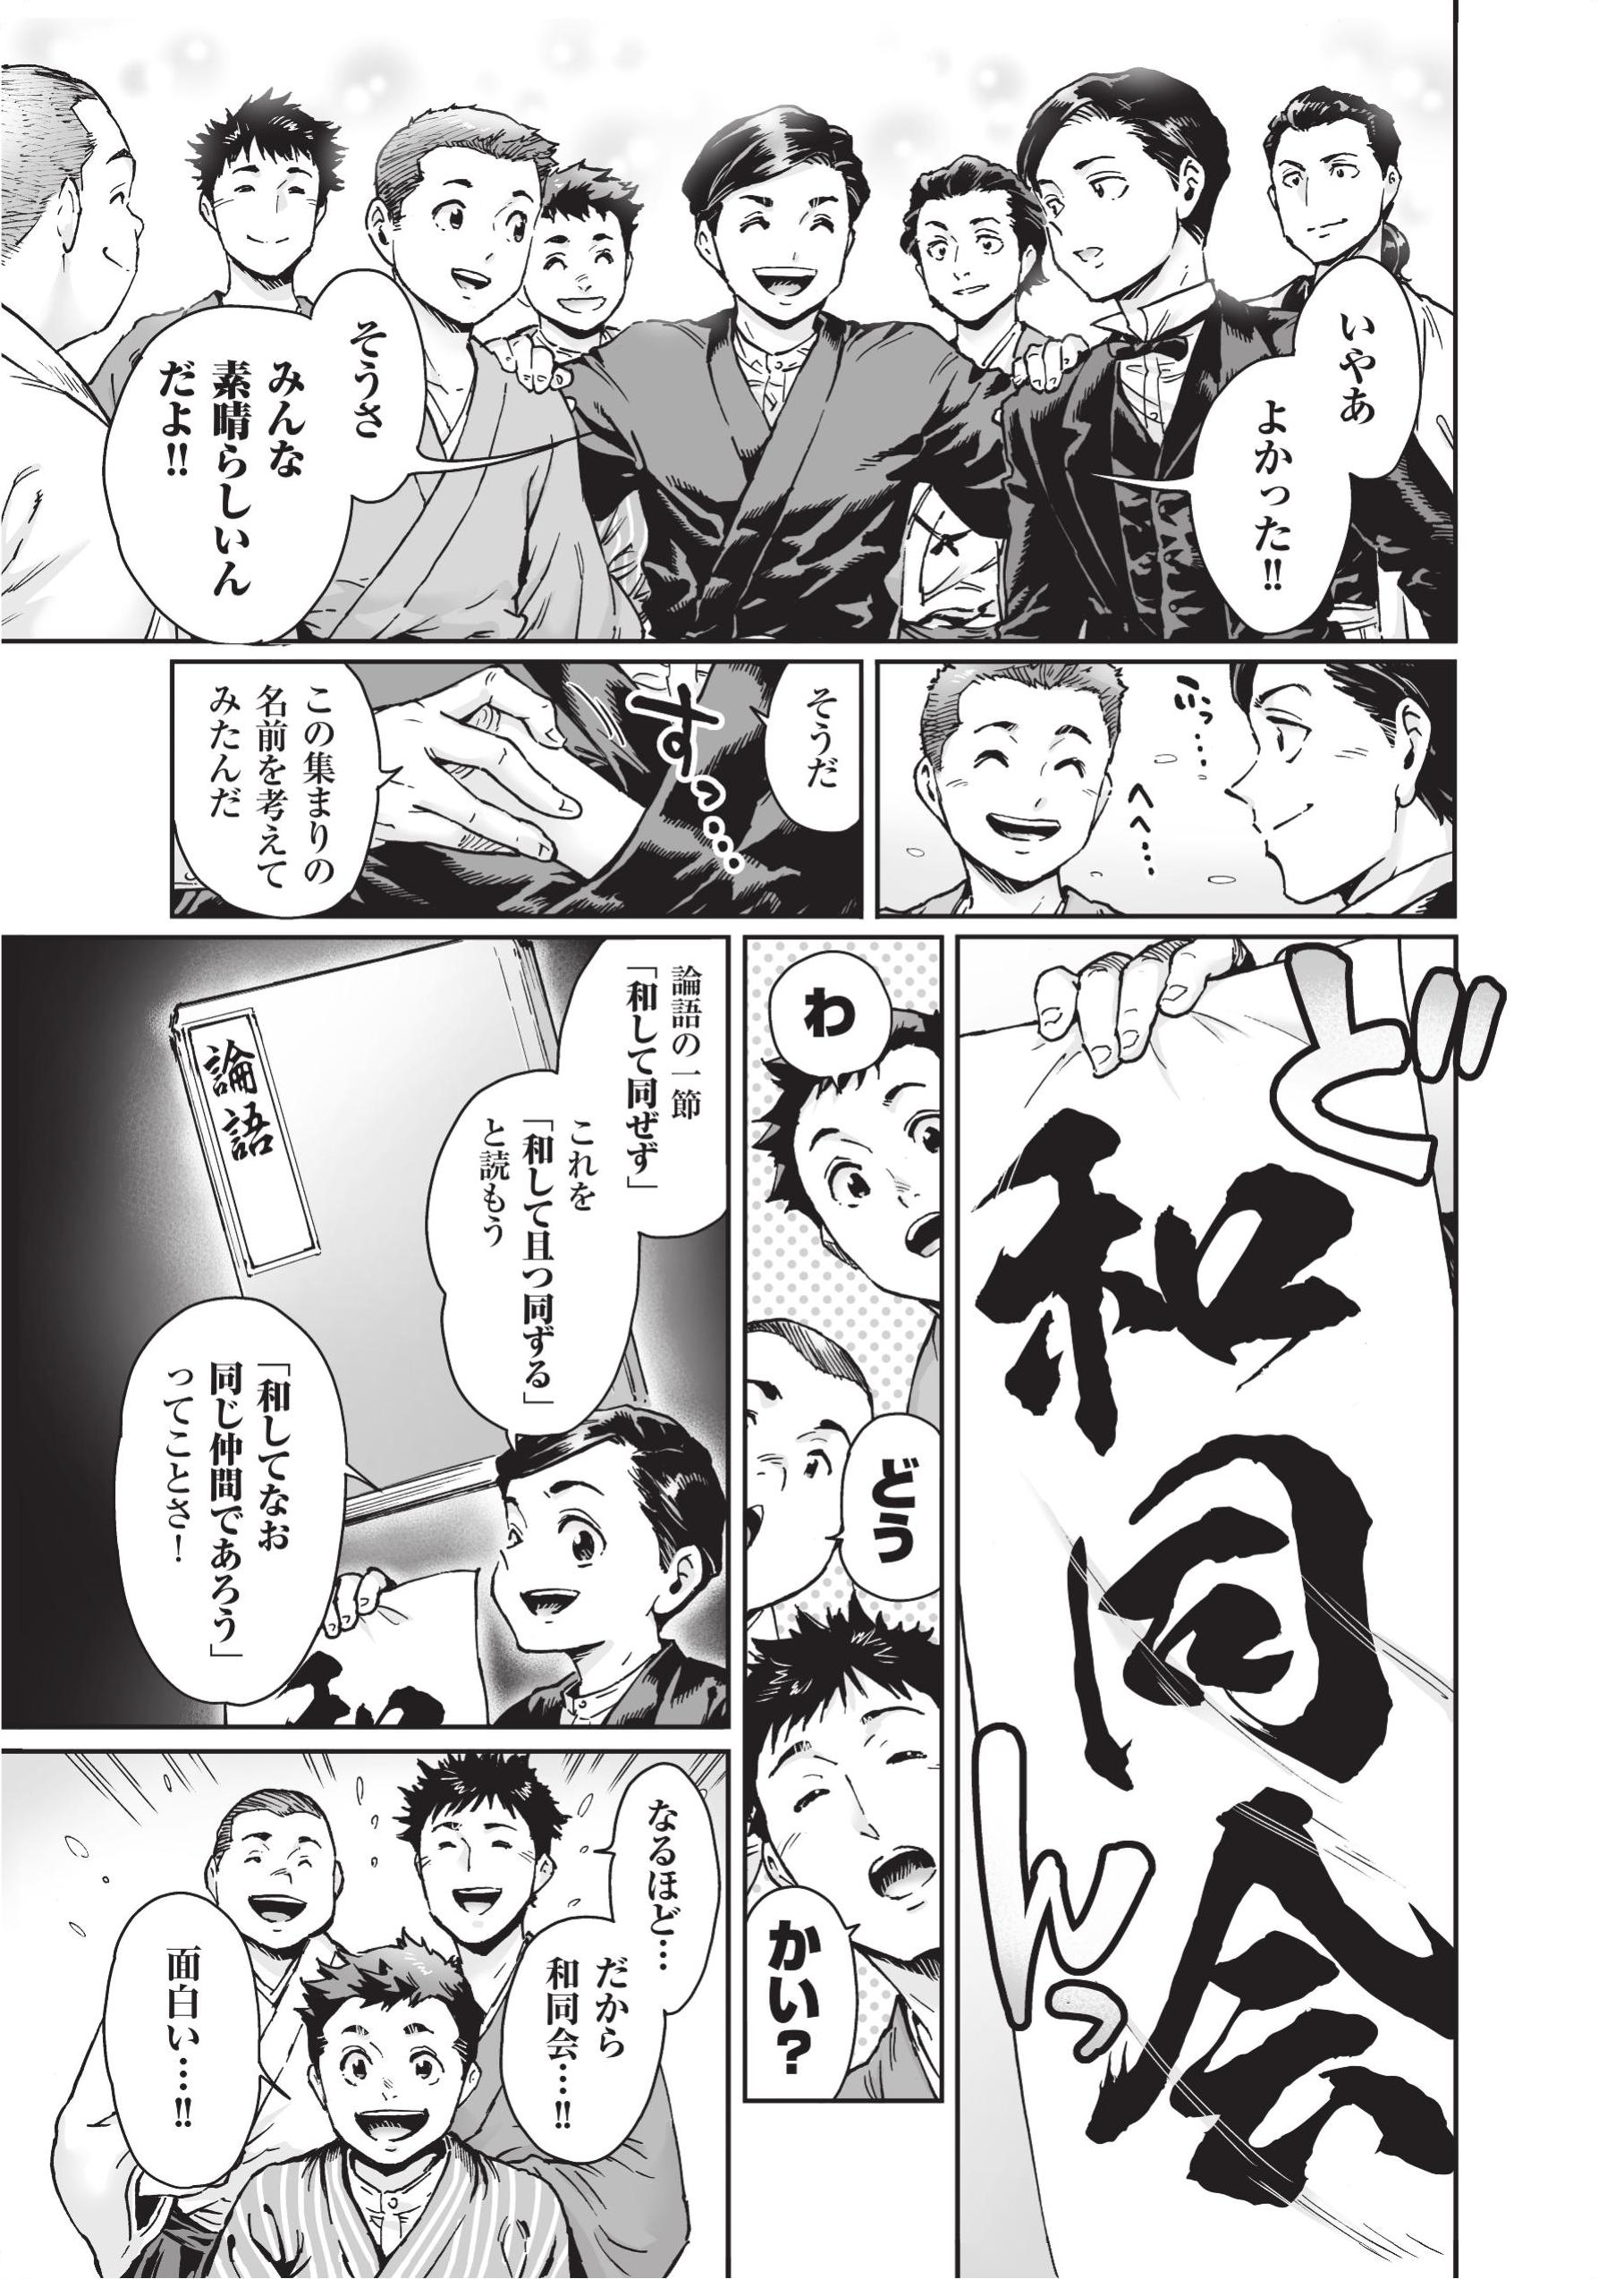 いやあ
よかった!!
そうさ
みんな
素晴らしいん
だよ!!
ふっ…
へへ…
そうだ
すっ…
この集まりの
名前を考えて
みたんだ
ど
んっ
和同会
わ
どう
かい?
論語の一節
「和して同ぜず」
これを
「和して且つ同ずる」
と読もう
論語
「和してなお
同じ仲間であろう」
ってことさ!
和
なるほど…
だから
和同会…!!
面白い…!!